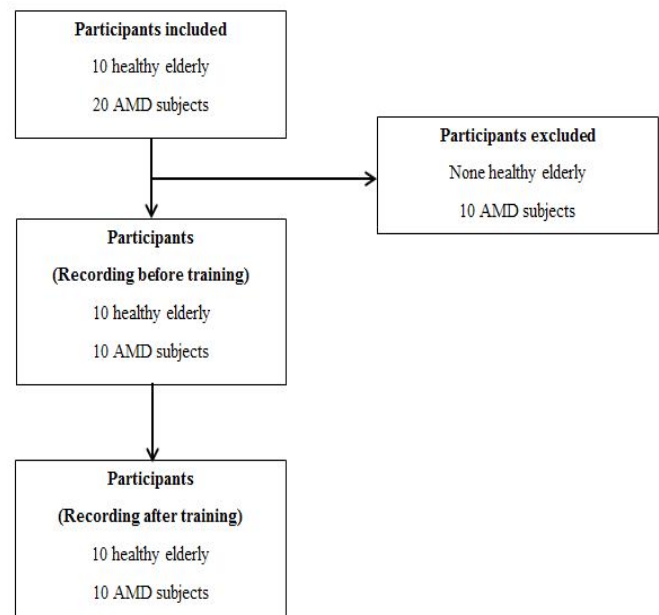 Participants included
10 healthy elderly
20 AMD subjects
Participants excluded
None healthy elderly
10 AMD subjects
Participants
(Recording before training)
10 healthy elderly
10 AMD subjects
Participants
(Recording after training)
10 healthy elderly
10 AMD subjects